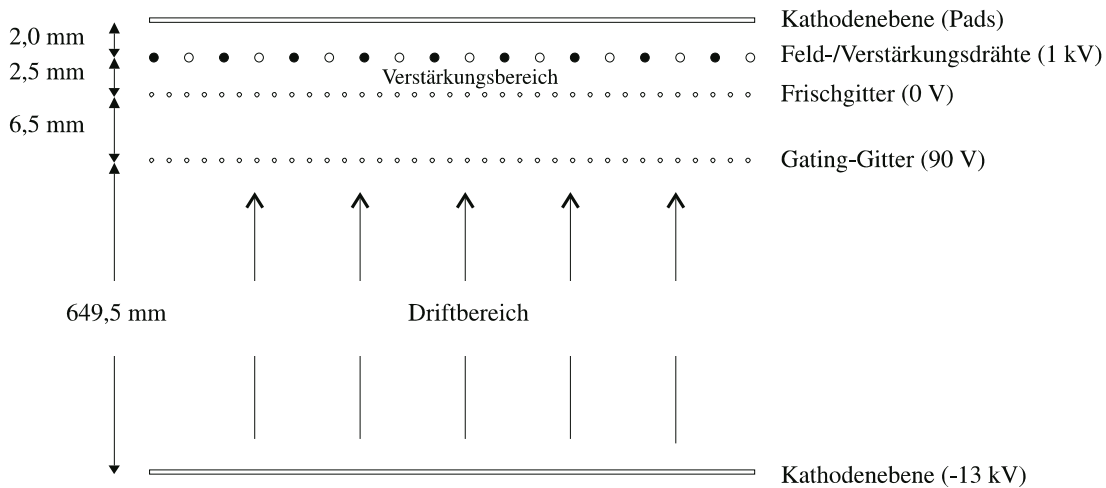 Kathodenebene (Pads)
2,0 mm
Feld-/Verstärkungsdrähte (1 kV)
2,5 mm
Verstärkungsbereich
Frischgitter (0 V)
6,5 mm
Gating-Gitter (90 V)
649,5 mm
Driftbereich
Kathodenebene (-13 kV)